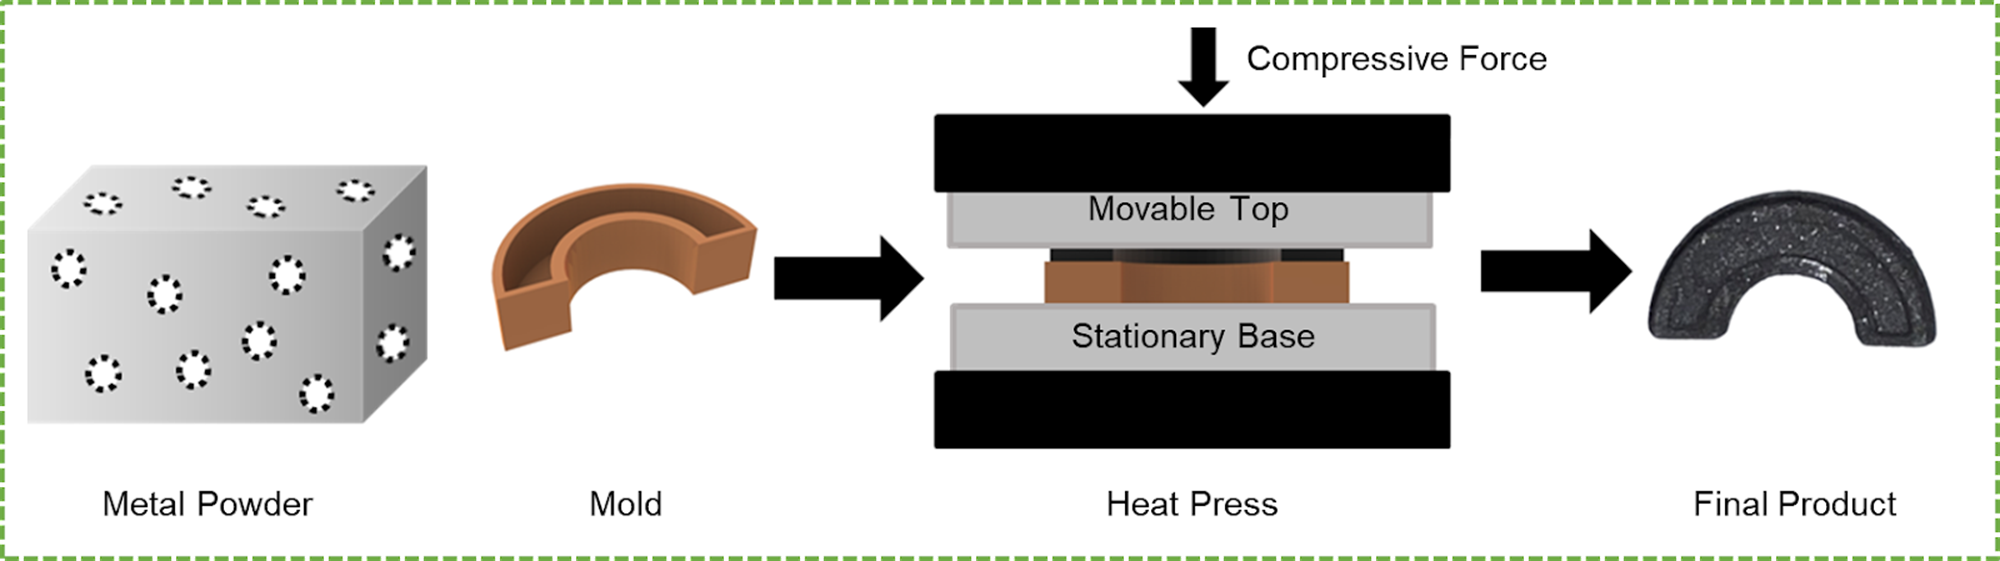 Compressive Force
Movable Top
Stationary Base
Metal Powder
Mold
Heat Press
Final Product